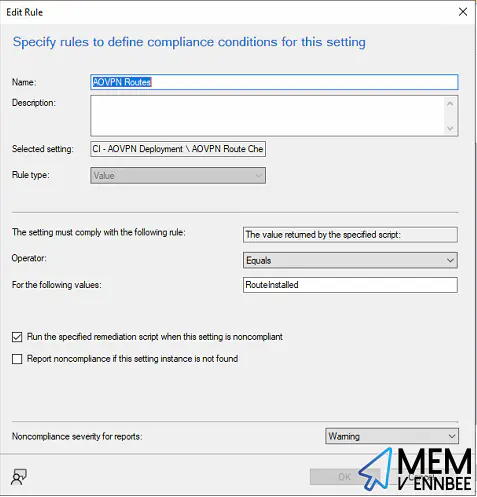 Edit Rule
Specify rules to define compliance conditions for this setting
Name:
AOVPN Routes
Description:
Selected setting:
CI - AOVPN Deployment \ AOVPN Route Che
Rule type:
Value
The setting must comply with the following rule:
The value returned by the specified script:
Operator:
Equals
For the following values:
RouteInstalled
Run the specified remediation script when this setting is noncompliant
Report noncompliance if this setting instance is not found
Noncompliance severity for reports:
Warning
OK
Cancel
MEM
VENNBEE